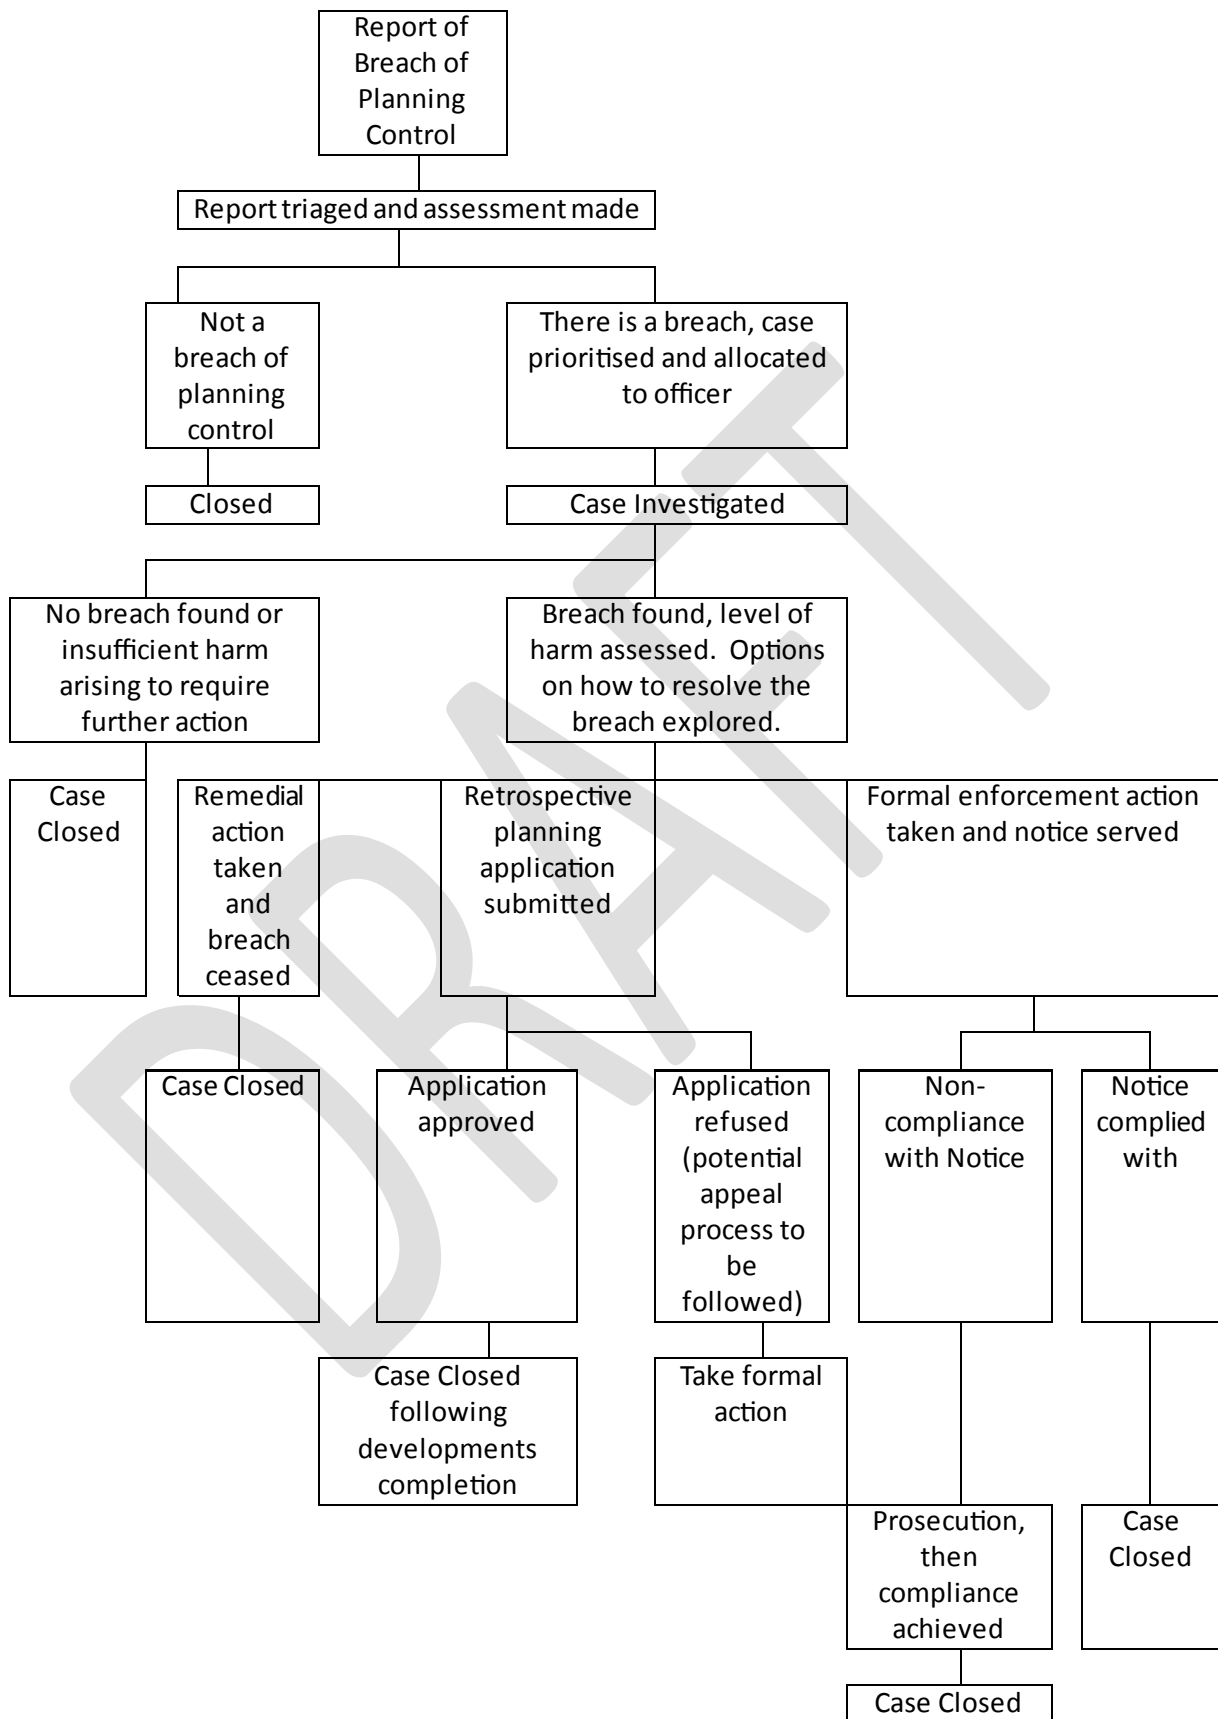 Report of
Breach of
Planning
Control
Report triaged and assessment made
Not a
breach of
planning
control
There is a breach, case
prioritised and allocated
to officer
Closed
Case Investigated
No breach found or
insufficient harm
arising to require
further action
Breach found, level of
harm assessed.  Options
on how to resolve the
breach explored.
Case
Closed
Remedial
action
taken
and
breach
ceased
Retrospective
planning
application
submitted
Formal enforcement action
taken and notice served
Case Closed
Application
approved
Application
refused
(potential
appeal
process to
be
followed)
Non-
compliance
with Notice
Notice
complied
with
Case Closed
following
developments
completion
Take formal
action
Prosecution,
then
compliance
achieved
Case
Closed
Case Closed
DRAFT